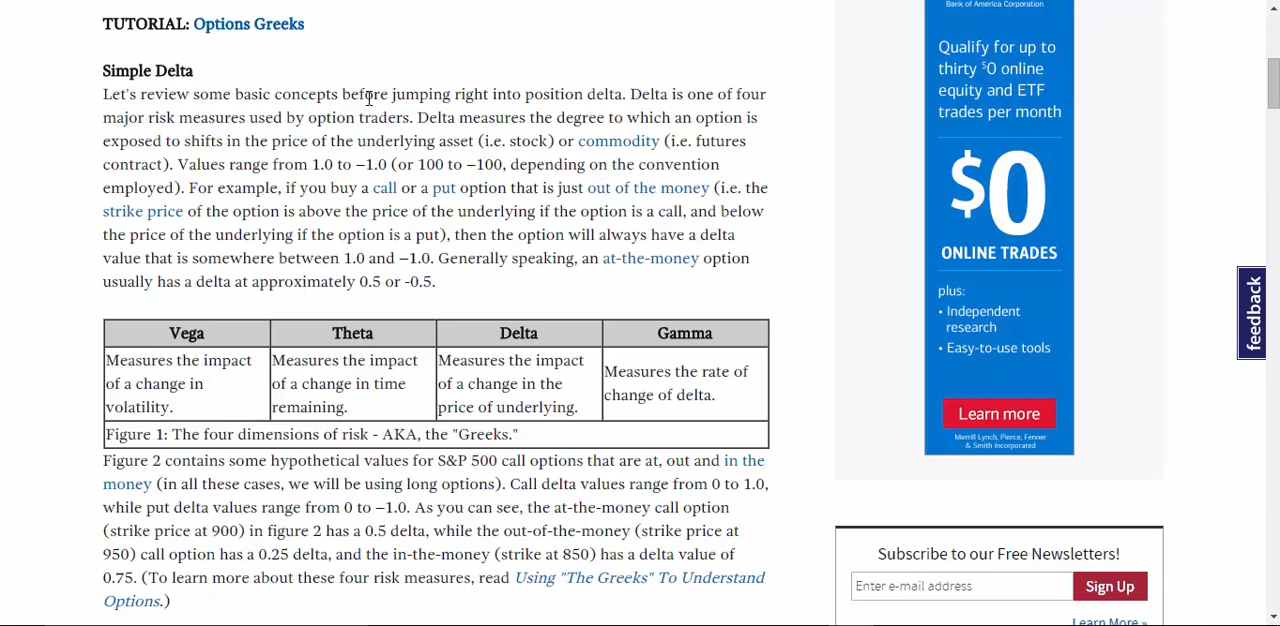 TUTORIAL: Options Greeks
Simple Delta
Let's review some basic concepts before jumping right into position delta. Delta is one of four
major risk measures used by option traders. Delta measures the degree to which an option is
exposed to shifts in the price of the underlying asset (i.e. stock) or commodity (i.e. futures
contract). Values range from 1.0 to −1.0 (or 100 to −100, depending on the convention
employed). For example, if you buy a call or a put option that is just out of the money (i.e. the
strike price of the option is above the price of the underlying if the option is a call, and below
the price of the underlying if the option is a put), then the option will always have a delta
value that is somewhere between 1.0 and −1.0. Generally speaking, an at-the-money option
usually has a delta at approximately 0.5 or -0.5.
Vega Theta Delta Gamma
Measures the impact
of a change in
volatility.
Measures the impact
of a change in time
remaining.
Measures the impact
of a change in the
price of underlying.
Measures the rate of
change of delta.
Figure 1: The four dimensions of risk - AKA, the "Greeks."
Figure 2 contains some hypothetical values for S&P 500 call options that are at, out and in the
money (in all these cases, we will be using long options). Call delta values range from 0 to 1.0,
while put delta values range from 0 to −1.0. As you can see, the at-the-money call option
(strike price at 900) in figure 2 has a 0.5 delta, while the out-of-the-money (strike price at
950) call option has a 0.25 delta, and the in-the-money (strike at 850) has a delta value of
0.75. (To learn more about these four risk measures, read Using "The Greeks" To Understand
Options.)
Bank of America Corporation
Qualify for up to
thirty $0 online
equity and ETF
trades per month
$0
ONLINE TRADES
plus:
• Independent
research
• Easy-to-use tools
Learn more
Merrill Lynch, Pierce, Fenner
& Smith Incorporated
feedback
Subscribe to our Free Newsletters!
Enter e-mail address
Sign Up
Learn More »